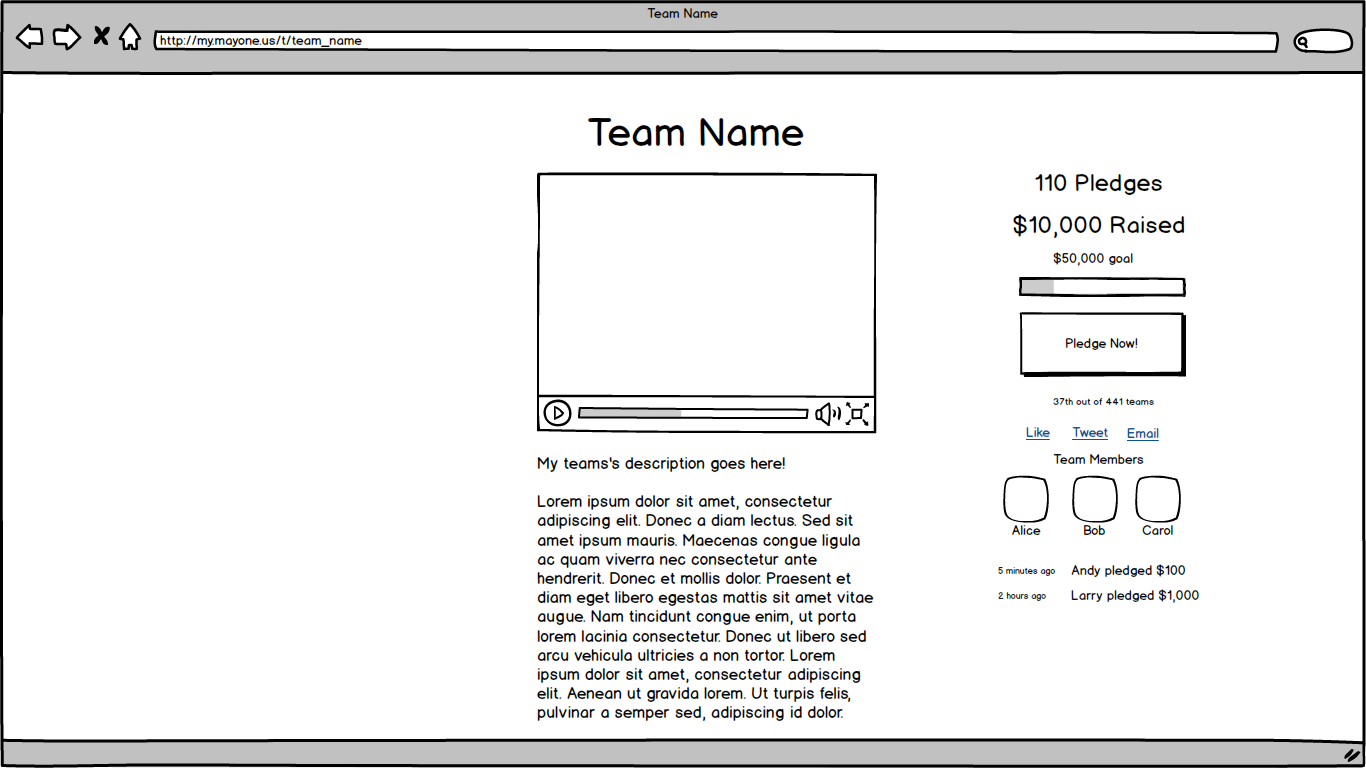 Team Name
http://my.mayone.us/t/team_name
Team Name
110 Pledges
$10,000 Raised
$50,000 goal
Pledge Now!
37th out of 441 teams
Like Tweet Email
Team Members
Alice Bob Carol
5 minutes ago Andy pledged $100
2 hours ago Larry pledged $1,000
My teams's description goes here!
Lorem ipsum dolor sit amet, consectetur
adipiscing elit. Donec a diam lectus. Sed sit
amet ipsum mauris. Maecenas congue ligula
ac quam viverra nec consectetur ante
hendrerit. Donec et mollis dolor. Praesent et
diam eget libero egestas mattis sit amet vitae
augue. Nam tincidunt congue enim, ut porta
lorem lacinia consectetur. Donec ut libero sed
arcu vehicula ultricies a non tortor. Lorem
ipsum dolor sit amet, consectetur adipiscing
elit. Aenean ut gravida lorem. Ut turpis felis,
pulvinar a semper sed, adipiscing id dolor.